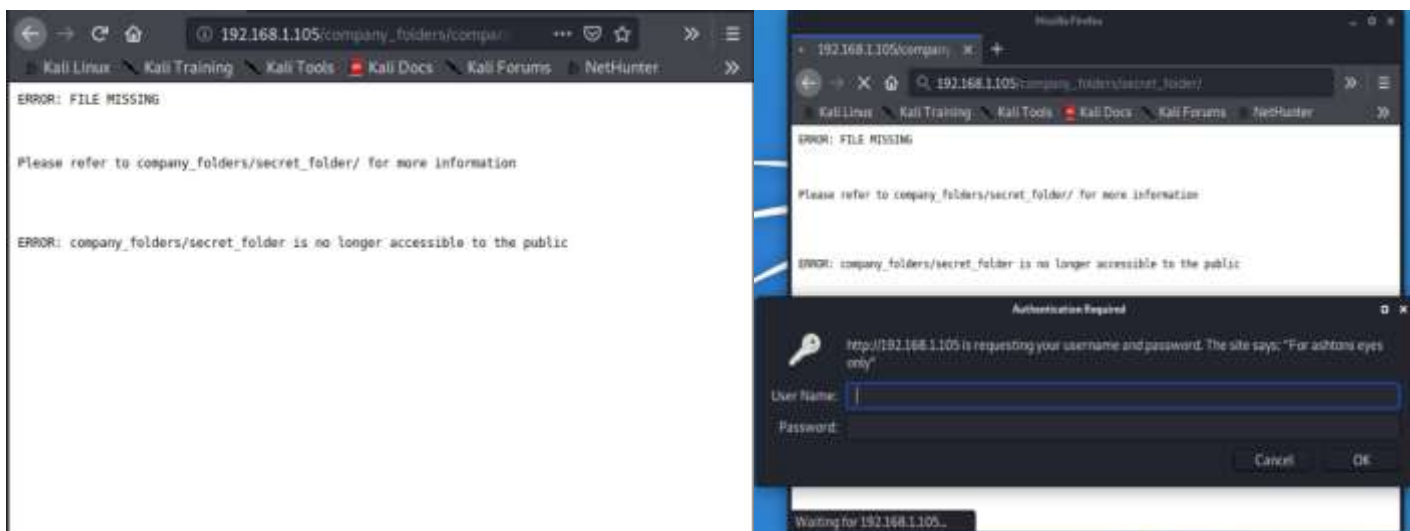 192.168.1.105/company_folders/compan
Kali Linux Kali Training Kali Tools Kali Docs Kali Forums NetHunter
ERROR: FILE MISSING
Please refer to company_folders/secret_folder/ for more information
ERROR: company_folders/secret_folder is no longer accessible to the public
Mozilla Firefox
192.168.1.105/company
192.168.1.105/company_folders/secret_folder/
Kali Linux Kali Training Kali Tools Kali Docs Kali Forums NetHunter
ERROR: FILE MISSING
Please refer to company_folders/secret_folder/ for more information
ERROR: company_folders/secret_folder is no longer accessible to the public
Authentication Required
http://192.168.1.105 is requesting your username and password. The site says: "For ashtons eyes
only"
User Name:
Password:
Cancel OK
Waiting for 192.168.1.105...